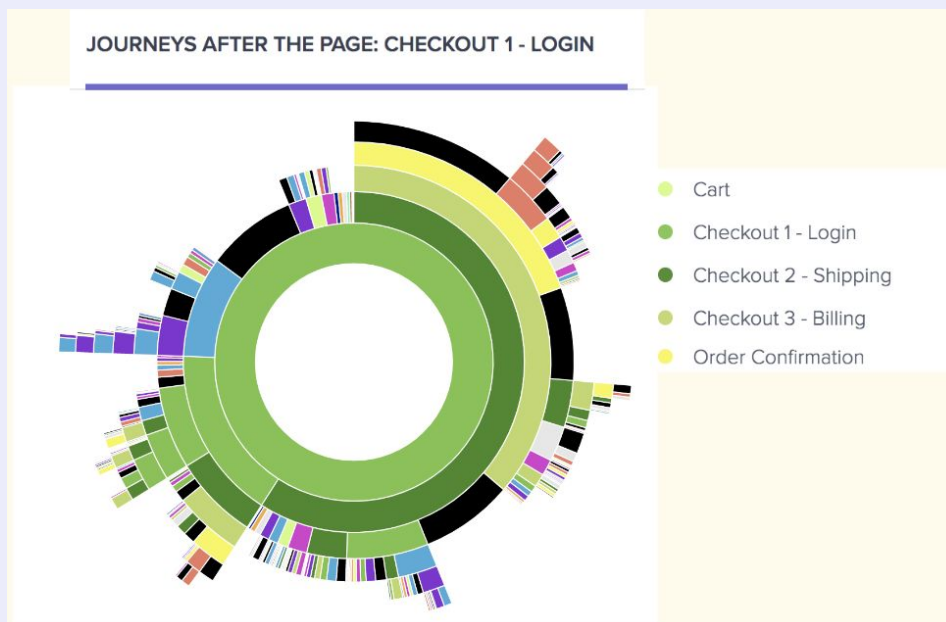 JOURNEYS AFTER THE PAGE: CHECKOUT 1 - LOGIN
Cart
Checkout 1 - Login
Checkout 2 - Shipping
Checkout 3 - Billing
Order Confirmation